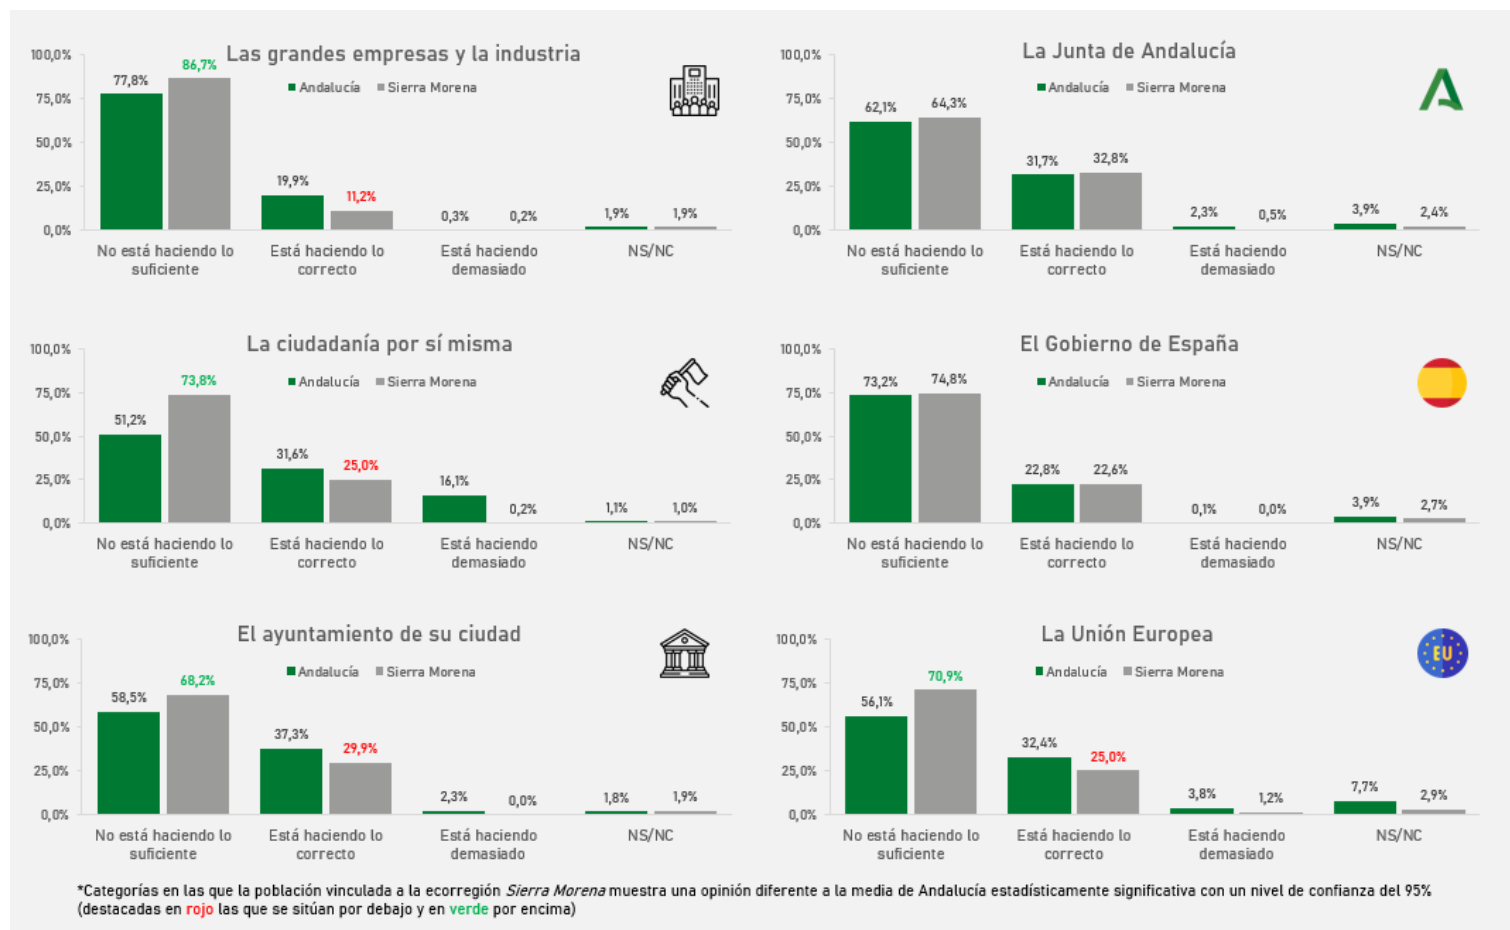 Las grandes empresas y la industria
Andalucía Sierra Morena
100,0%
75,0%
50,0%
25,0%
0,0%
77,8% 86,7%
19,9% 11,2%
0,3% 0,2%
1,9% 1,9%
No está haciendo lo suficiente
Está haciendo lo correcto
Está haciendo demasiado
NS/NC
La Junta de Andalucía
Andalucía Sierra Morena
100,0%
75,0%
50,0%
25,0%
0,0%
62,1% 64,3%
31,7% 32,8%
2,3% 0,5%
3,9% 2,4%
No está haciendo lo suficiente
Está haciendo lo correcto
Está haciendo demasiado
NS/NC
La ciudadanía por sí misma
Andalucía Sierra Morena
100,0%
75,0%
50,0%
25,0%
0,0%
51,2% 73,8%
31,6% 25,0%
16,1% 0,2%
1,1% 1,0%
No está haciendo lo suficiente
Está haciendo lo correcto
Está haciendo demasiado
NS/NC
El Gobierno de España
Andalucía Sierra Morena
100,0%
75,0%
50,0%
25,0%
0,0%
73,2% 74,8%
22,8% 22,6%
0,1% 0,0%
3,9% 2,7%
No está haciendo lo suficiente
Está haciendo lo correcto
Está haciendo demasiado
NS/NC
El ayuntamiento de su ciudad
Andalucía Sierra Morena
100,0%
75,0%
50,0%
25,0%
0,0%
58,5% 68,2%
37,3% 29,9%
2,3% 0,0%
1,8% 1,9%
No está haciendo lo suficiente
Está haciendo lo correcto
Está haciendo demasiado
NS/NC
La Unión Europea
Andalucía Sierra Morena
EU
100,0%
75,0%
50,0%
25,0%
0,0%
56,1% 70,9%
32,4% 25,0%
3,8% 1,2%
7,7% 2,9%
No está haciendo lo suficiente
Está haciendo lo correcto
Está haciendo demasiado
NS/NC
*Categorías en las que la población vinculada a la ecorregión Sierra Morena muestra una opinión diferente a la media de Andalucía estadísticamente significativa con un nivel de confianza del 95%
(destacadas en rojo las que se sitúan por debajo y en verde por encima)